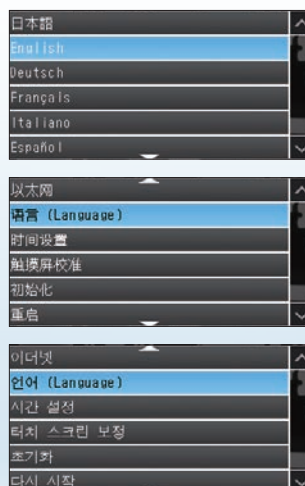 日本語
English
Deutsch
Français
Italiano
Español
以太网
语言 (Language)
时间设置
触摸屏校准
初始化
重启
이더넷
언어 (Language)
시간 설정
터치 스크린 보정
초기화
다시 시작